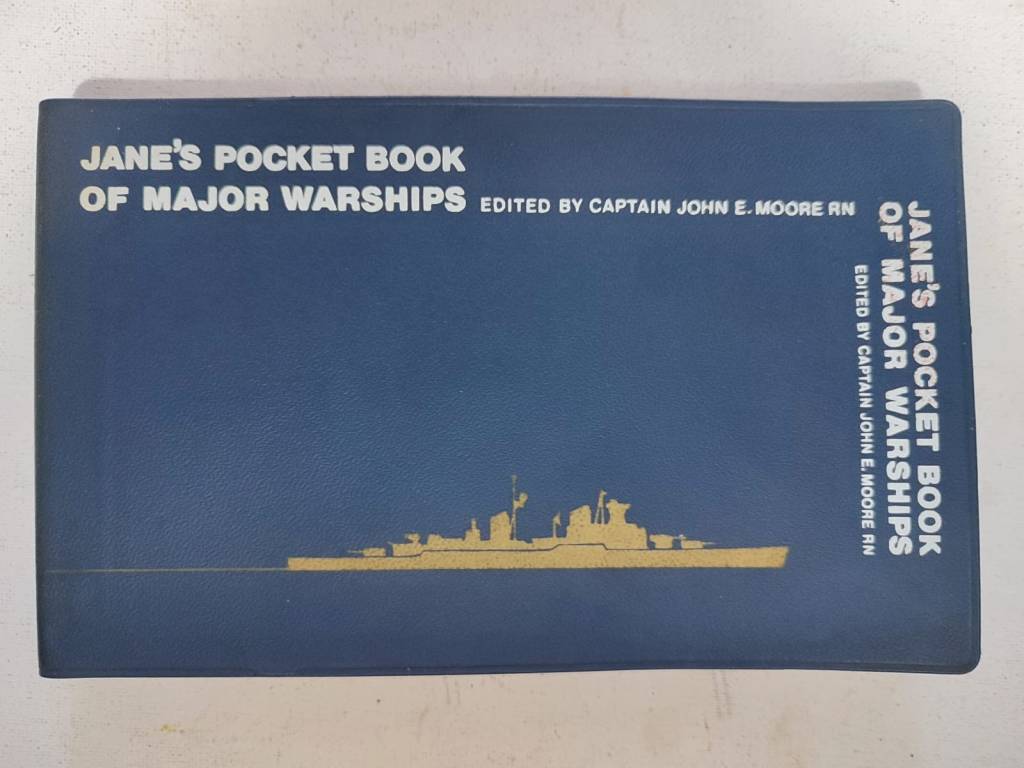 JANE'S POCKET BOOK
OF MAJOR WARSHIPS EDITED BY CAPTAIN JOHN E. MOORE RN
JANE'S POCKET BOOK
OF MAJOR WARSHIPS
EDITED BY CAPTAIN JOHN E. MOORE RN